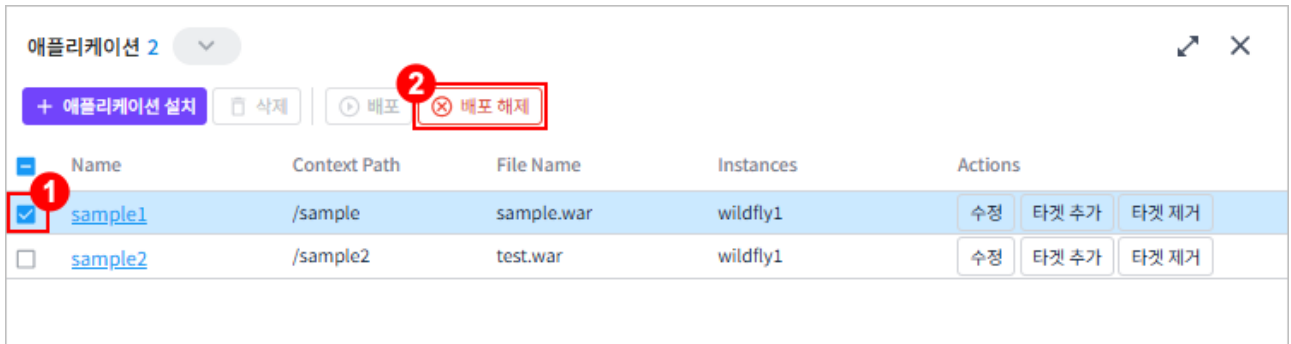 애플리케이션 2
+ 애플리케이션 설치 삭제 배포 2 배포 해제
Name Context Path File Name Instances Actions
1 sample1 /sample sample.war wildfly1 수정 타겟 추가 타겟 제거
sample2 /sample2 test.war wildfly1 수정 타겟 추가 타겟 제거